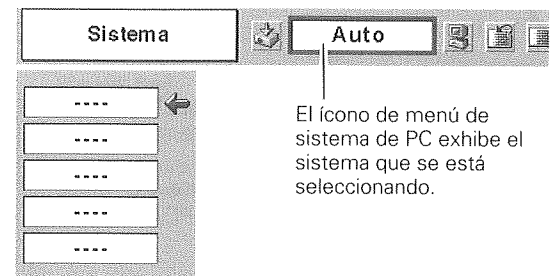 Sistema
Auto
----
----
----
----
----
El ícono de menú de
sistema de PC exhibe el
sistema que se está
seleccionando.